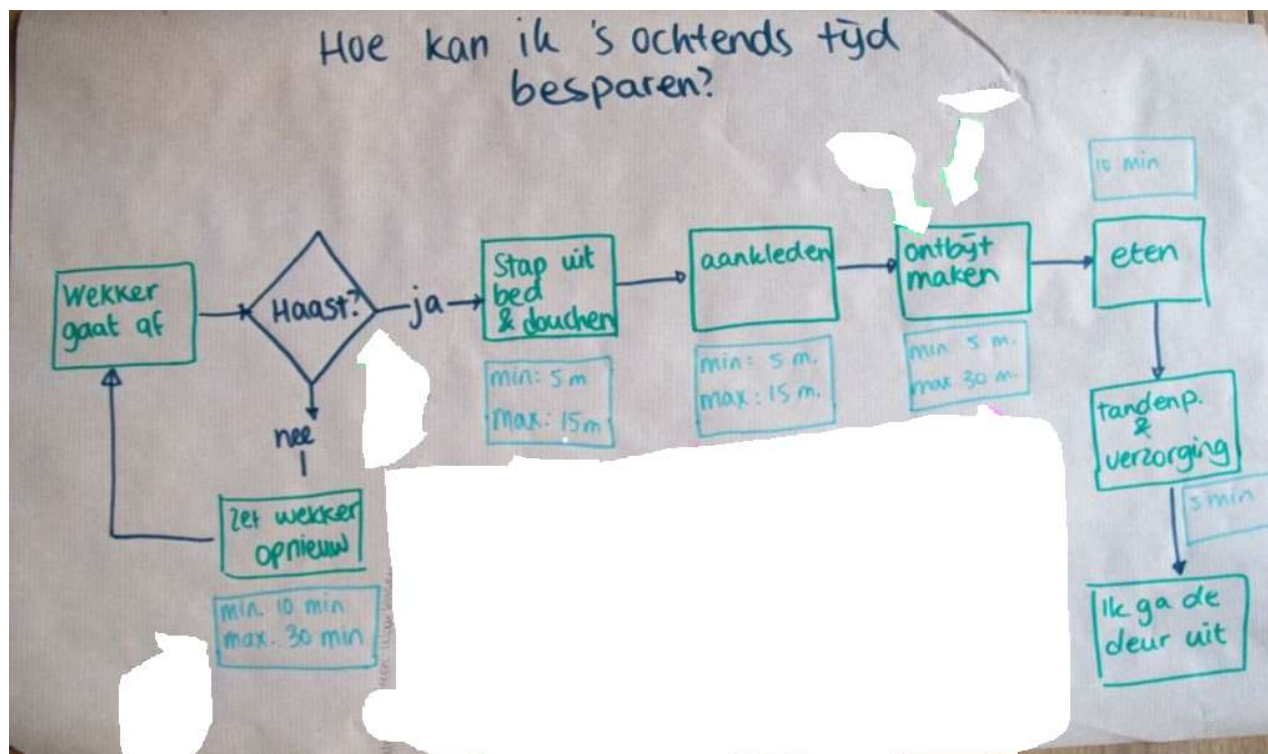 Hoe kan ik 's ochtends tijd
besparen?
Wekker
gaat af
Haast?
ja
nee
Zet wekker
opnieuw
min. 10 min
max. 30 min
Stap uit
bed
& douchen
min: 5 m
max: 15 m
aankleden
min: 5 m.
max: 15 m.
ontbijt
maken
min. 5 m.
max 30 m.
10 min
eten
tandenp.
&
verzorging
5 min
Ik ga de
deur uit